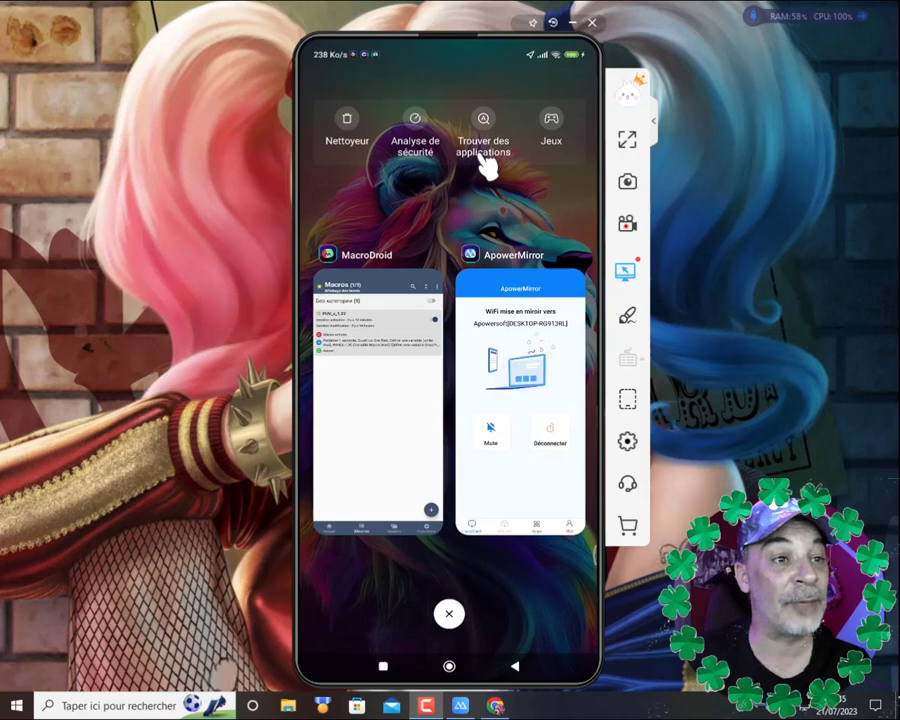 RAM: 58% CPU: 100%
238 Ko/s
Nettoyeur
Analyse de sécurité
Trouver des applications
Jeux
MacroDroid
ApowerMirror
Macros (1/1)
Без категории (1)
ApowerMirror
WiFi mise en miroir vers
Apowersoft[DESKTOP-RG913RL]
Mute
Déconnecter
Taper ici pour rechercher
21/07/2023